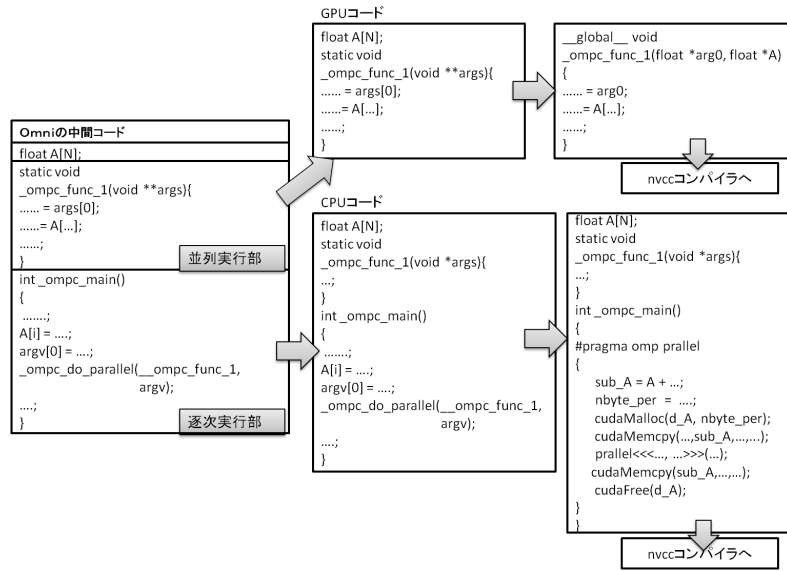 GPUコード
float A[N];
static void
_ompc_func_1(void **args){
...... = args[0];
......= A[...];
......;
}
__global__ void
_ompc_func_1(float *arg0, float *A)
{
...... = arg0;
......= A[...];
......;
}
nvccコンパイラへ
Omniの中間コード
float A[N];
static void
_ompc_func_1(void **args){
...... = args[0];
......= A[...];
......;
}
並列実行部
int _ompc_main()
{
.......;
A[i] = ....;
argv[0] = ....;
_ompc_do_parallel(__ompc_func_1,
argv);
....;
}
逐次実行部
CPUコード
float A[N];
static void
_ompc_func_1(void *args){
...;
}
int _ompc_main()
{
.......;
A[i] = ....;
argv[0] = ....;
_ompc_do_parallel(__ompc_func_1,
argv);
....;
}
float A[N];
static void
_ompc_func_1(void *args){
...;
}
int _ompc_main()
{
#pragma omp prallel
{
sub_A = A + ...;
nbyte_per = ....;
cudaMalloc(d_A, nbyte_per);
cudaMemcpy(...,sub_A,...,...);
prallel<<<..., ...>>>(...);
cudaMemcpy(sub_A,...,...);
cudaFree(d_A);
}
}
nvccコンパイラへ